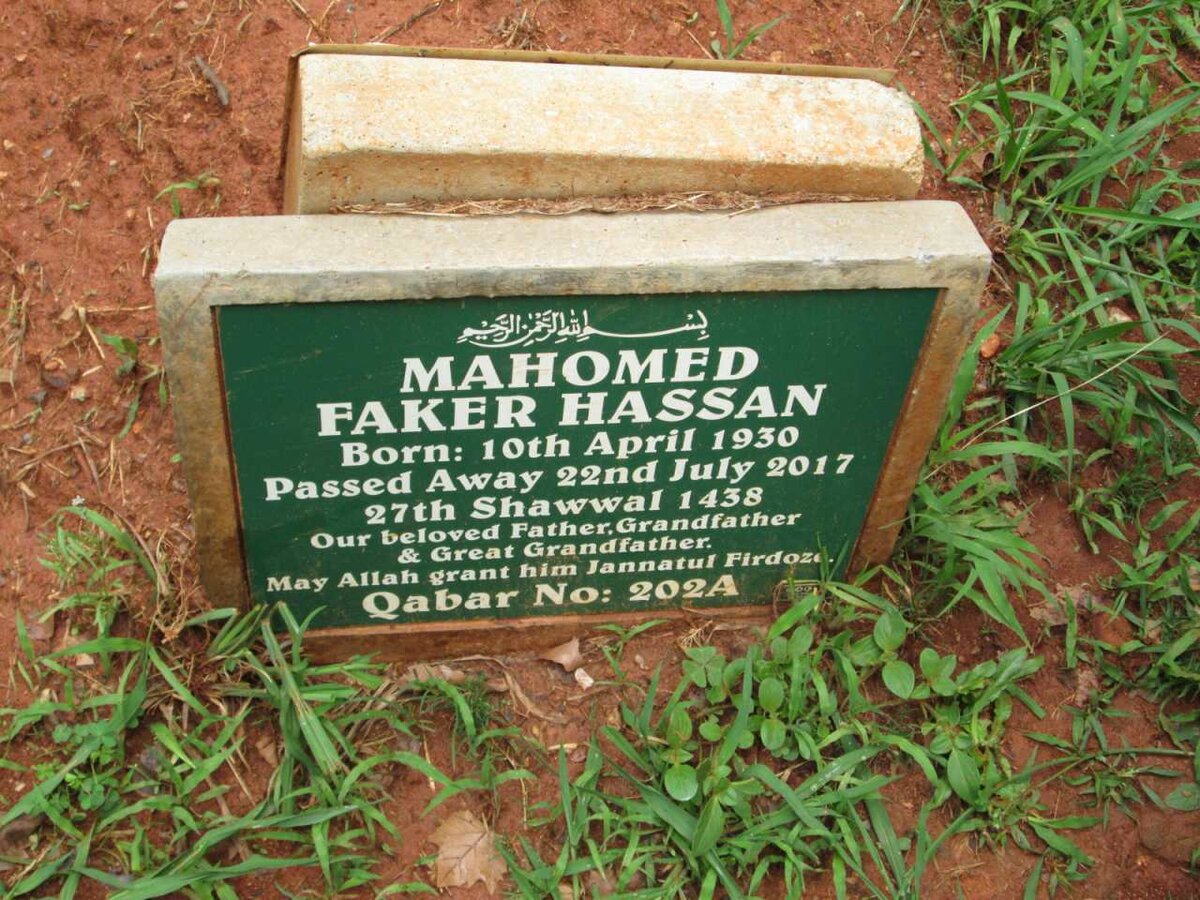 بسم الله الرحمن الرحيم
MAHOMED
FAKER HASSAN
Born: 10th April 1930
Passed Away 22nd July 2017
27th Shawwal 1438
Our beloved Father, Grandfather
& Great Grandfather.
May Allah grant him Jannatul Firdoze
Qabar No: 202A